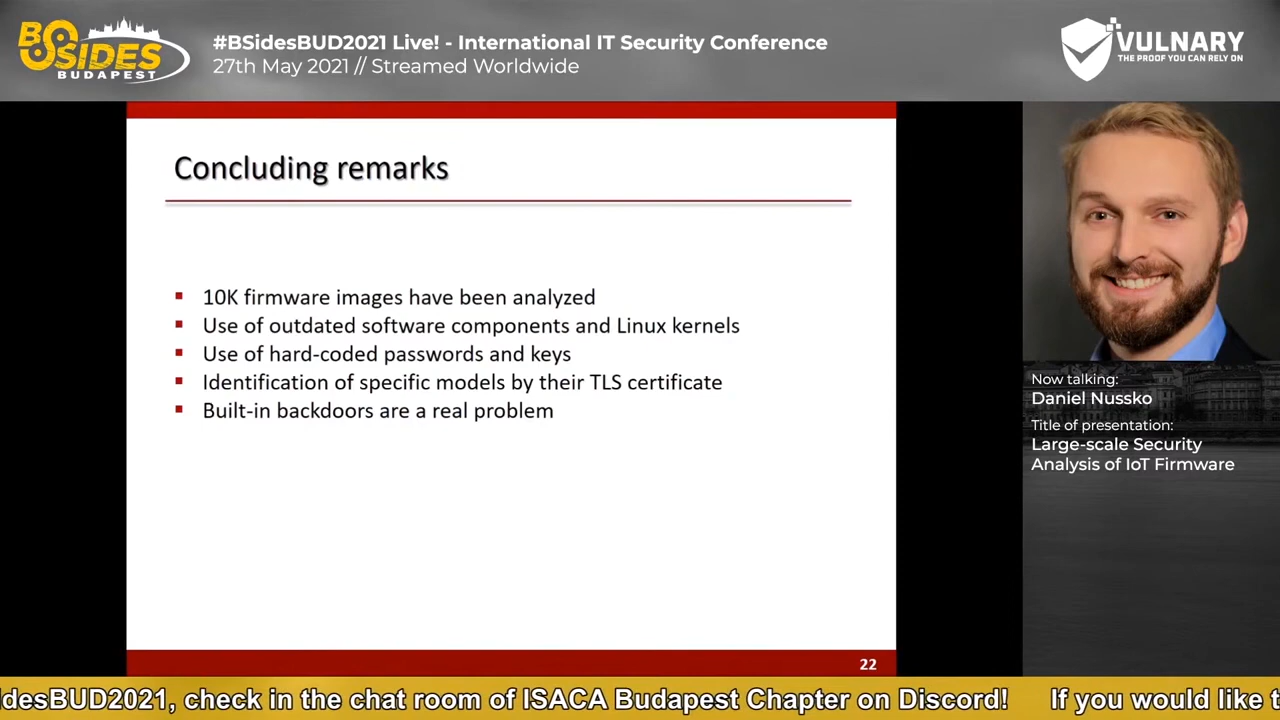 BSIDES
BUDAPEST
#BSidesBUD2021 Live! - International IT Security Conference
27th May 2021 // Streamed Worldwide
VULNARY
THE PROOF YOU CAN RELY ON
Concluding remarks
10K firmware images have been analyzed
Use of outdated software components and Linux kernels
Use of hard-coded passwords and keys
Identification of specific models by their TLS certificate
Built-in backdoors are a real problem
22
Now talking:
Daniel Nussko
Title of presentation:
Large-scale Security
Analysis of IoT Firmware
idesBUD2021, check in the chat room of ISACA Budapest Chapter on Discord! If you would like t